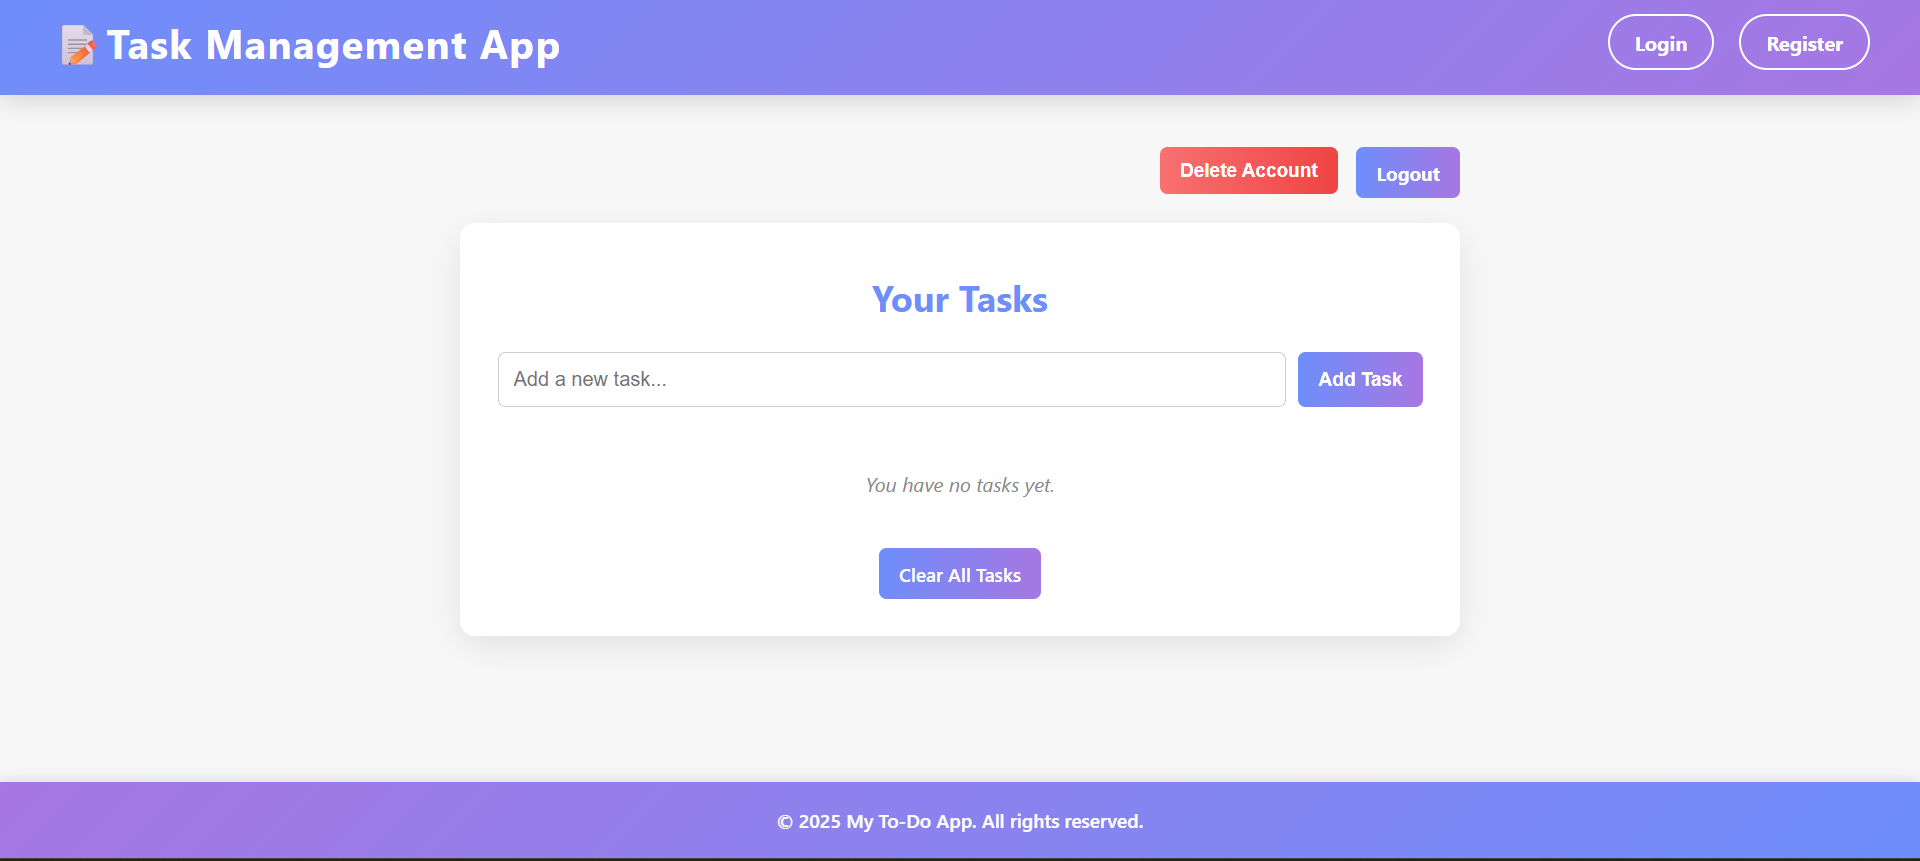 Task Management App
Login
Register
Delete Account
Logout
Your Tasks
Add a new task...
Add Task
You have no tasks yet.
Clear All Tasks
© 2025 My To-Do App. All rights reserved.